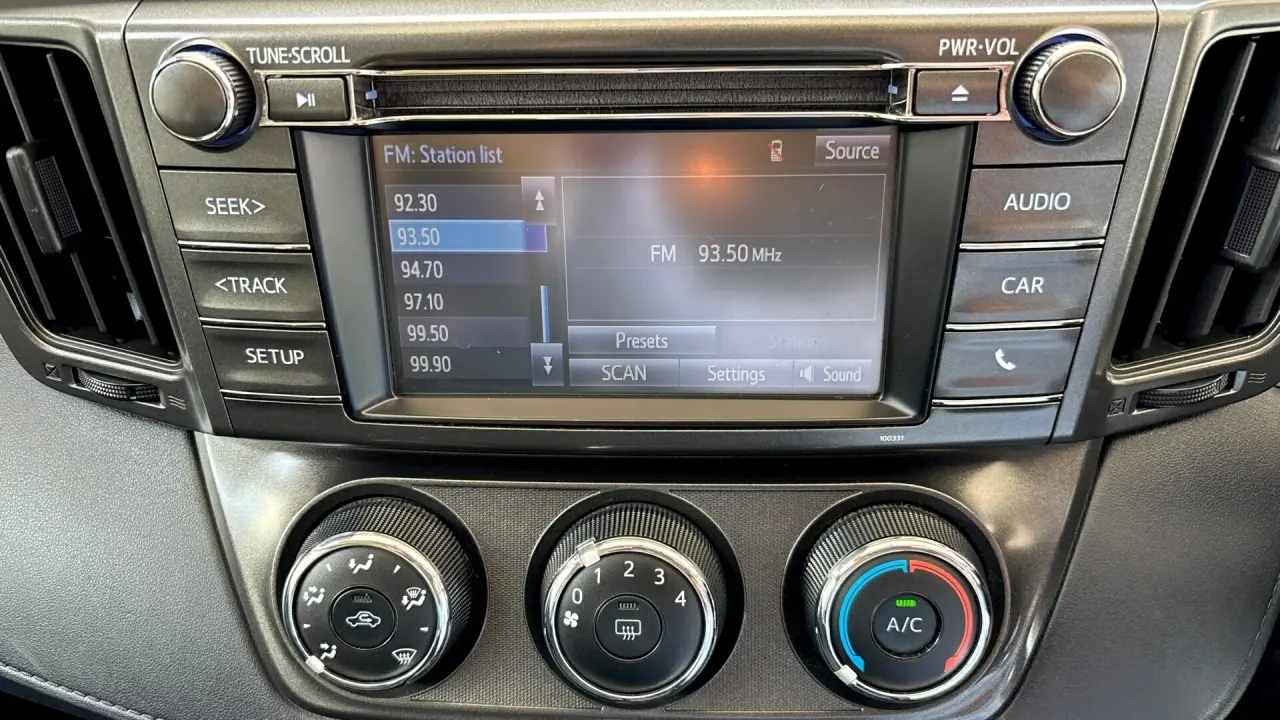 TUNE·SCROLL
PWR·VOL
FM: Station list
Source
SEEK>
92.30
AUDIO
93.50
FM 93.50 MHz
94.70
<TRACK
97.10
CAR
99.50
Presets
Stations
SETUP
99.90
SCAN
Settings
Sound
100331
0 1 2 3 4
A/C